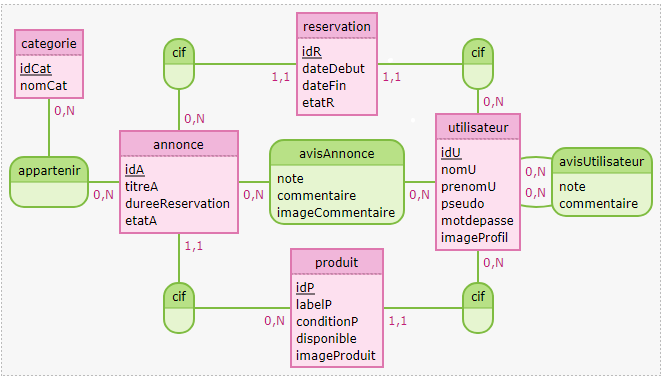 categorie
idCat
nomCat
0,N
appartenir
0,N
cif
0,N
1,1
reservation
idR
dateDebut
dateFin
etatR
1,1
cif
0,N
annonce
idA
titreA
dureeReservation
etatA
0,N
avisAnnonce
note
commentaire
imageCommentaire
0,N
utilisateur
idU
nomU
prenomU
pseudo
motdepasse
imageProfil
0,N
0,N
avisUtilisateur
note
commentaire
1,1
cif
0,N
produit
idP
labelP
conditionP
disponible
imageProduit
1,1
cif
0,N